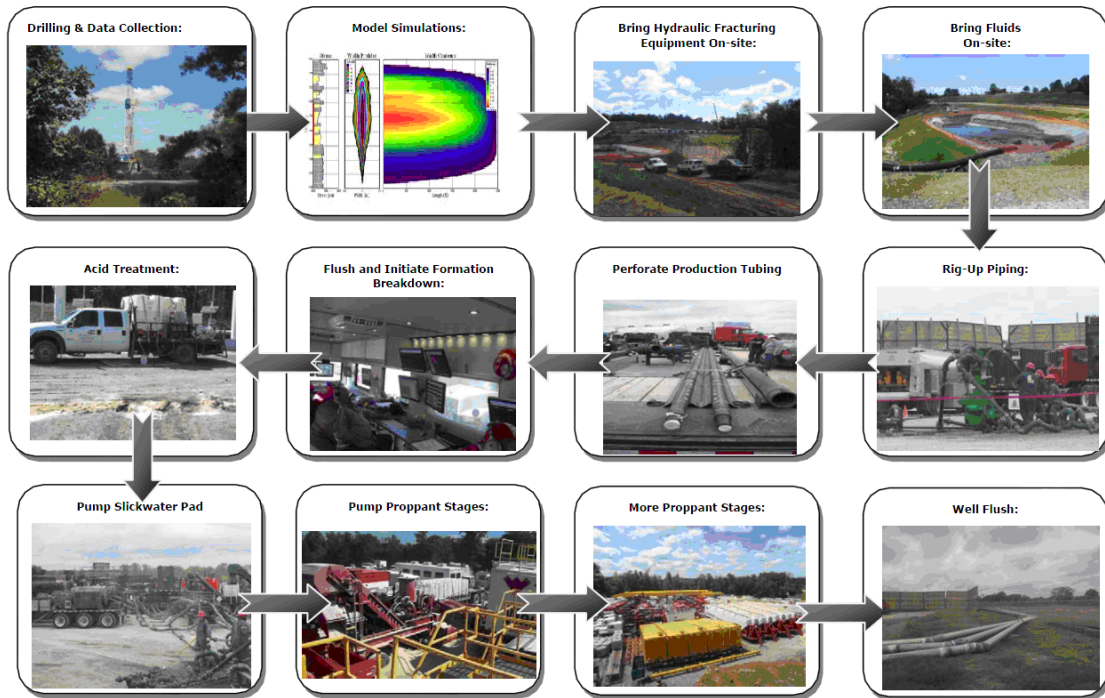 Drilling & Data Collection:
Model Simulations:
Bring Hydraulic Fracturing
Equipment On-site:
Bring Fluids
On-site:
Rig-Up Piping:
Perforate Production Tubing
Flush and Initiate Formation
Breakdown:
Acid Treatment:
Pump Slickwater Pad
Pump Proppant Stages:
More Proppant Stages:
Well Flush: